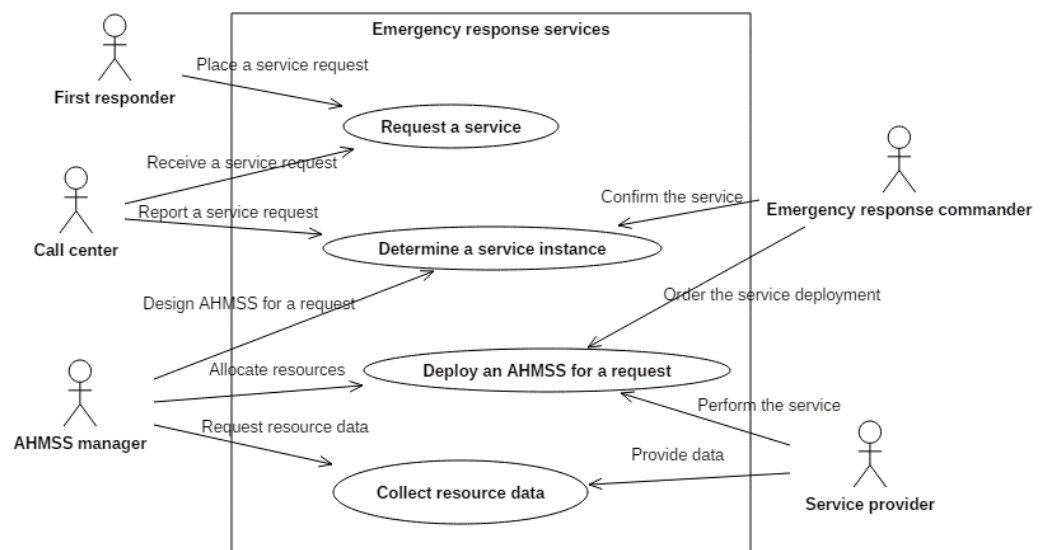 Emergency response services
Place a service request
First responder
Request a service
Receive a service request
Confirm the service
Report a service request
Emergency response commander
Call center
Determine a service instance
Order the service deployment
Design AHMSS for a request
Allocate resources
Deploy an AHMSS for a request
Perform the service
Request resource data
AHMSS manager
Provide data
Collect resource data
Service provider